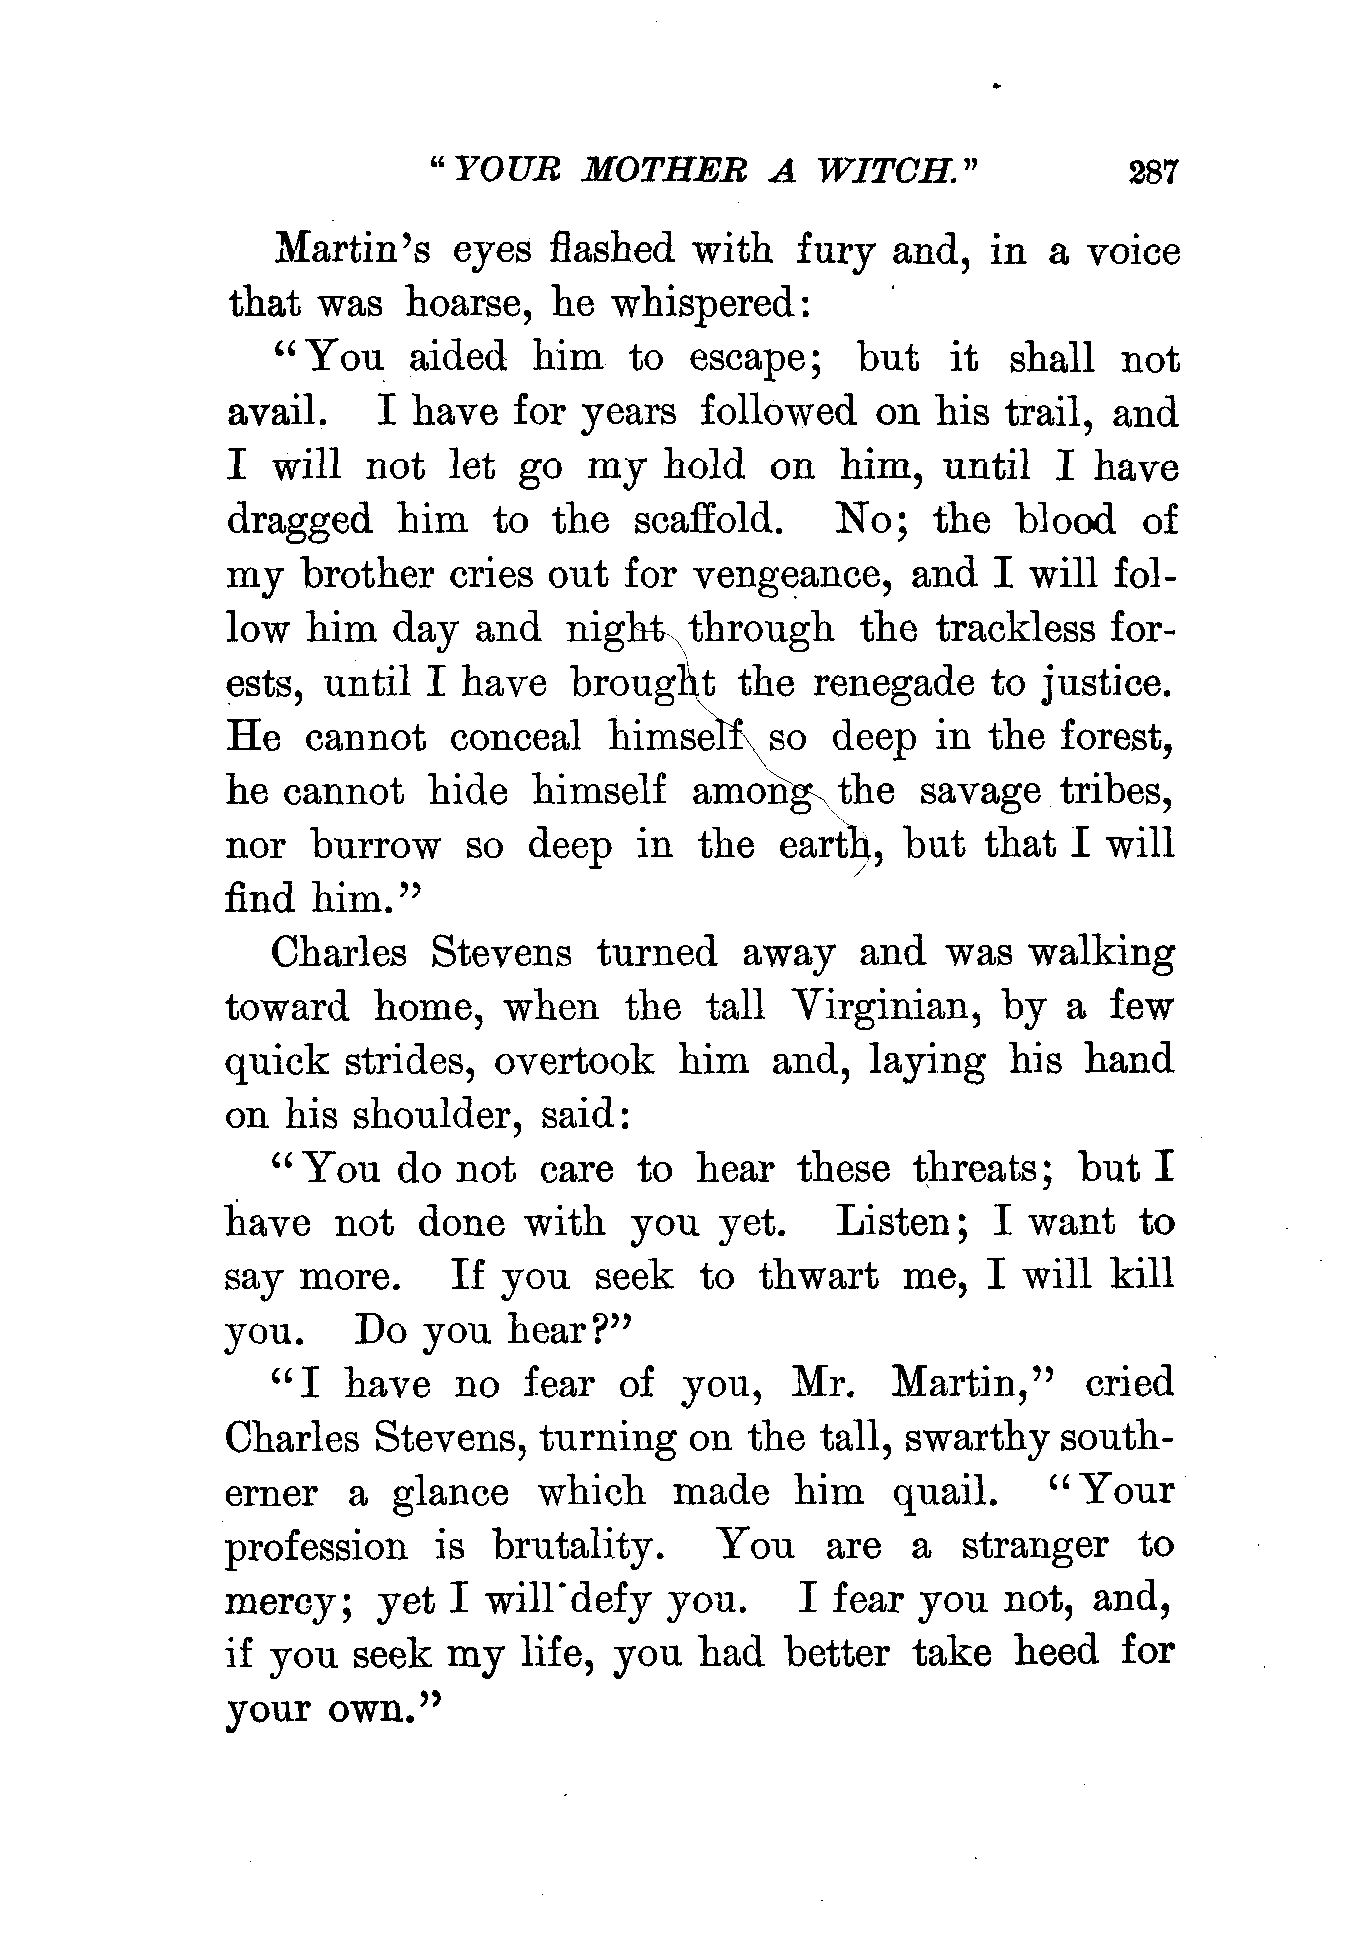 "YOUR MOTHER A WITCH." 287
Martin's eyes flashed with fury and, in a voice
that was hoarse, he whispered:
"You aided him to escape; but it shall not
avail. I have for years followed on his trail, and
I will not let go my hold on him, until I have
dragged him to the scaffold. No; the blood of
my brother cries out for vengeance, and I will fol-
low him day and night through the trackless for-
ests, until I have brought the renegade to justice.
He cannot conceal himself so deep in the forest,
he cannot hide himself among the savage tribes,
nor burrow so deep in the earth, but that I will
find him."
Charles Stevens turned away and was walking
toward home, when the tall Virginian, by a few
quick strides, overtook him and, laying his hand
on his shoulder, said:
"You do not care to hear these threats; but I
have not done with you yet. Listen; I want to
say more. If you seek to thwart me, I will kill
you. Do you hear?"
"I have no fear of you, Mr. Martin," cried
Charles Stevens, turning on the tall, swarthy south-
erner a glance which made him quail. "Your
profession is brutality. You are a stranger to
mercy; yet I will defy you. I fear you not, and,
if you seek my life, you had better take heed for
your own."